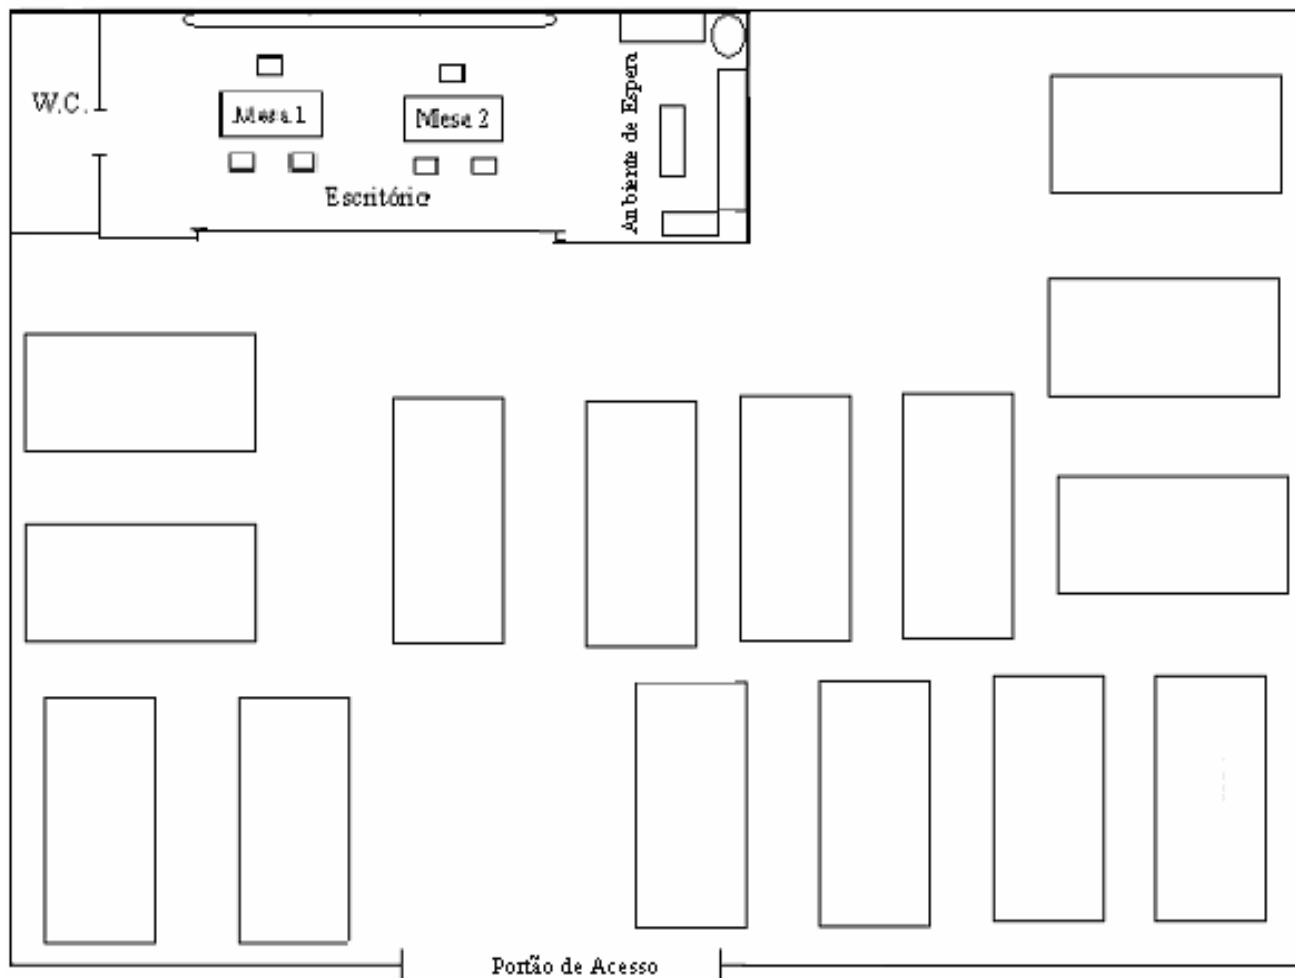 W.C.
Mesa 1
Mesa 2
Escritório
Ambiente de Espera
Portão de Acesso